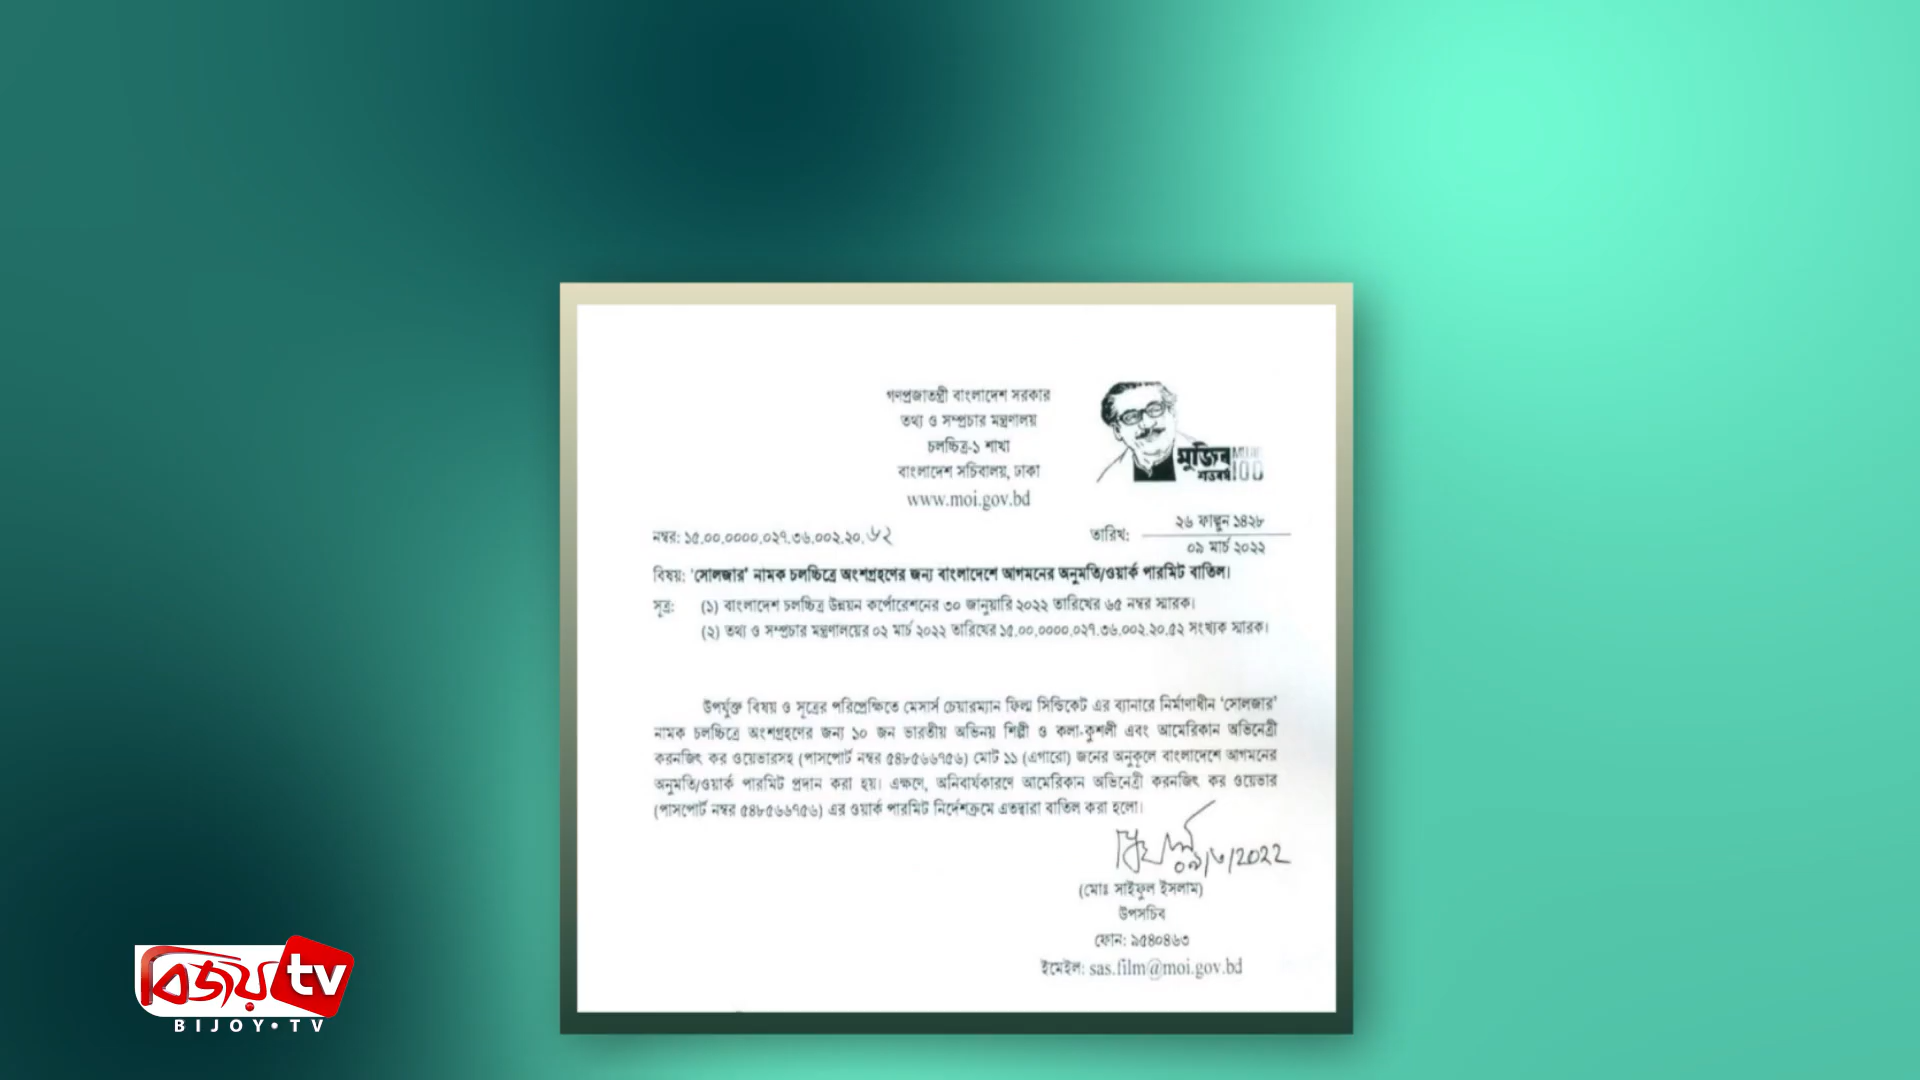 গণপ্রজাতন্ত্রী বাংলাদেশ সরকার
তথ্য ও সম্প্রচার মন্ত্রণালয়
চলচ্চিত্র-১ শাখা
বাংলাদেশ সচিবালয়, ঢাকা
www.moi.gov.bd
মুজিব
শতবর্ষ 100
নম্বর: ১৫.০০.০০০০.০২৭.৩৬.০০২.২০.৬২
২৬ ফাল্গুন ১৪২৮
তারিখ:
০৯ মার্চ ২০২২
বিষয়: ‘সোলজার’ নামক চলচ্চিত্রে অংশগ্রহণের জন্য বাংলাদেশে আগমনের অনুমতি/ওয়ার্ক পারমিট বাতিল।
সূত্র: (১) বাংলাদেশ চলচ্চিত্র উন্নয়ন কর্পোরেশনের ৩০ জানুয়ারি ২০২২ তারিখের ৬৫ নম্বর স্মারক।
(২) তথ্য ও সম্প্রচার মন্ত্রণালয়ের ০২ মার্চ ২০২২ তারিখের ১৫.০০.০০০০.০২৭.৩৬.০০২.২০.৫২ সংখ্যক স্মারক।
উপর্যুক্ত বিষয় ও সূত্রের পরিপ্রেক্ষিতে মেসার্স চেয়ারম্যান ফিল্ম সিন্ডিকেট এর ব্যানারে নির্মাণাধীন ‘সোলজার’
নামক চলচ্চিত্রে অংশগ্রহণের জন্য ১০ জন ভারতীয় অভিনয় শিল্পী ও কলা-কুশলী এবং আমেরিকান অভিনেত্রী
করনজিৎ কর ওয়েভারসহ (পাসপোর্ট নম্বর ৫৪৮৫৬৬৭৫৬) মোট ১১ (এগারো) জনের অনুকূলে বাংলাদেশে আগমনের
অনুমতি/ওয়ার্ক পারমিট প্রদান করা হয়। এক্ষণে, অনিবার্যকারণে আমেরিকান অভিনেত্রী করনজিৎ কর ওয়েভার
(পাসপোর্ট নম্বর ৫৪৮৫৬৬৭৫৬) এর ওয়ার্ক পারমিট নির্দেশক্রমে এতদ্বারা বাতিল করা হলো।
০৯/৩/২০২২
(মোঃ সাইফুল ইসলাম)
উপসচিব
ফোন: ৯৫৪০৪৬৩
ইমেইল: sas.film@moi.gov.bd
বিজয় tv
BIJOY•TV